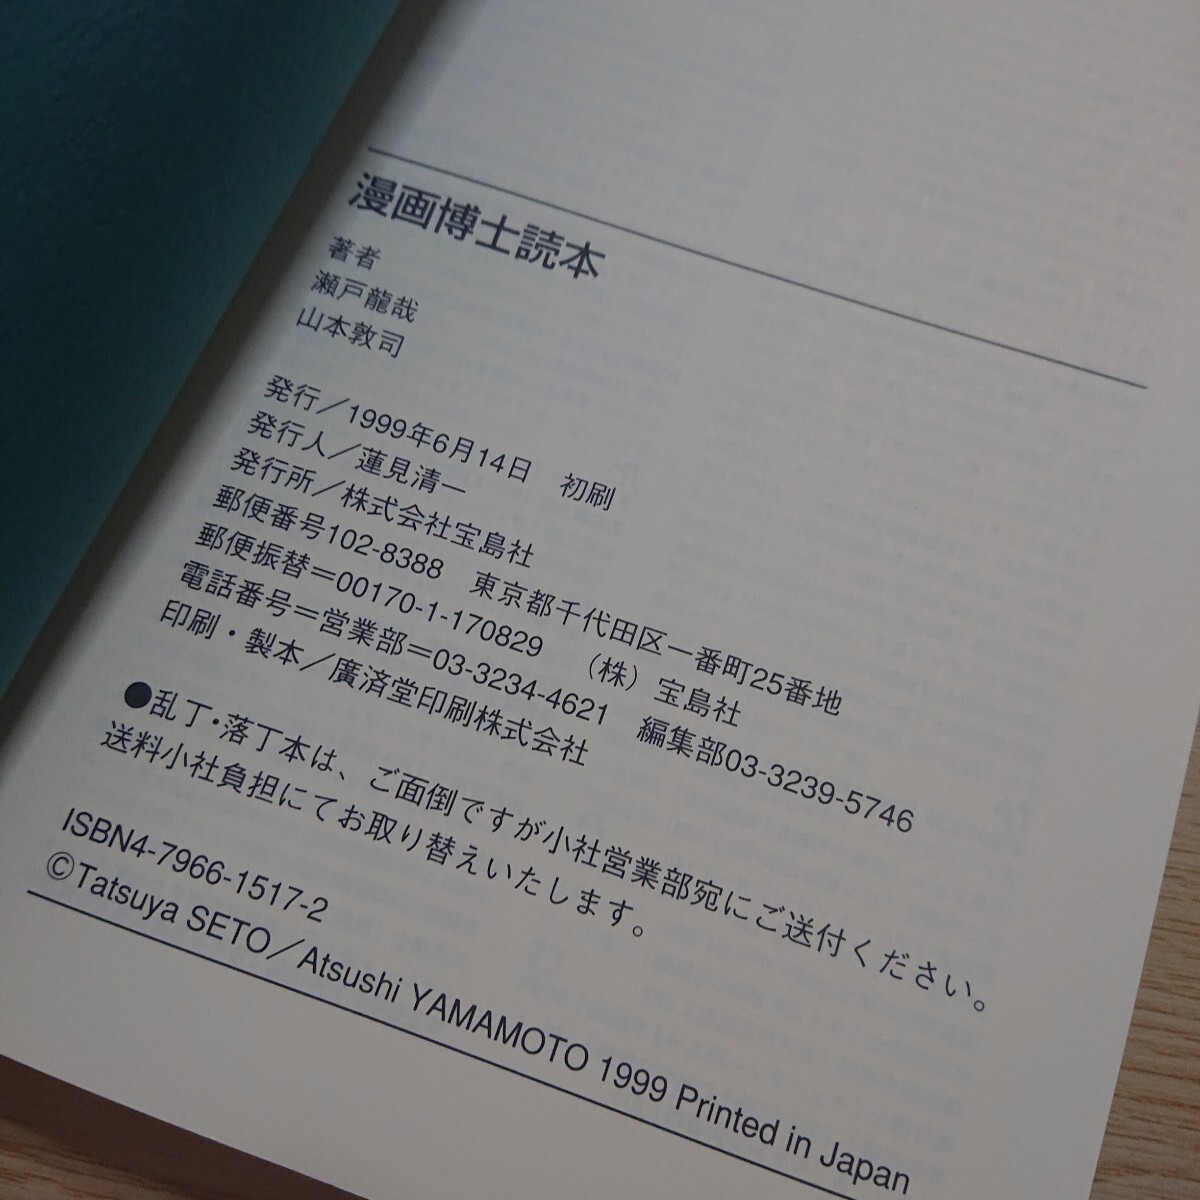 漫画博士読本
著者
瀬戸龍哉
山本敦司
発行／1999年6月14日　初刷
発行人／蓮見清一
発行所／株式会社宝島社
郵便番号102-8388　東京都千代田区一番町25番地
郵便振替＝00170-1-170829　（株）宝島社
電話番号＝営業部＝03-3234-4621　編集部03-3239-5746
印刷・製本／廣済堂印刷株式会社
●乱丁・落丁本は、ご面倒ですが小社営業部宛にご送付ください。
送料小社負担にてお取り替えいたします。
ISBN4-7966-1517-2
©Tatsuya SETO／Atsushi YAMAMOTO 1999 Printed in Japan